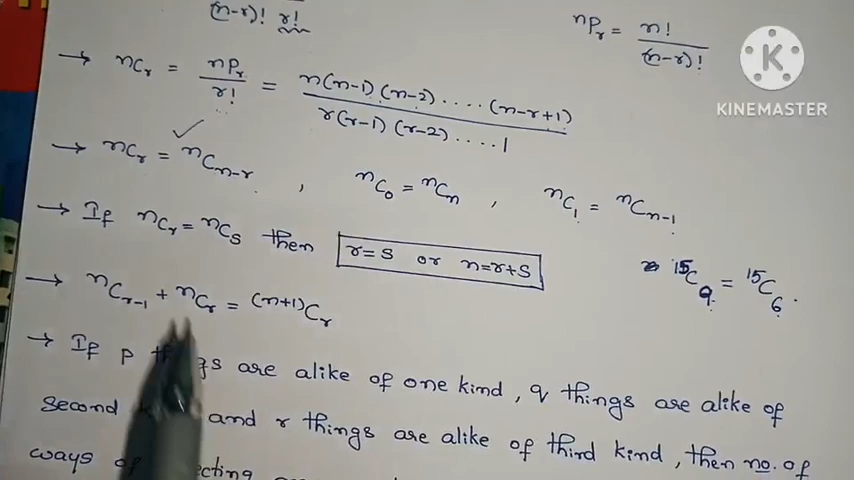 (n-r)! r!
nPr = n! / (n-r)!
K
KINEMASTER
→ nCr = nPr / r! = n(n-1)(n-2)....(n-r+1) / r(r-1)(r-2)....1
→ nCr = nCn-r , nC0 = nCn , nC1 = nCn-1
→ If nCr = nCs then r=s or n=r+s
15C9 = 15C6.
→ nCr-1 + nCr = (n+1)Cr
→ If p things are alike of one kind, q things are alike of
second and r things are alike of third kind, then no. of
ways of